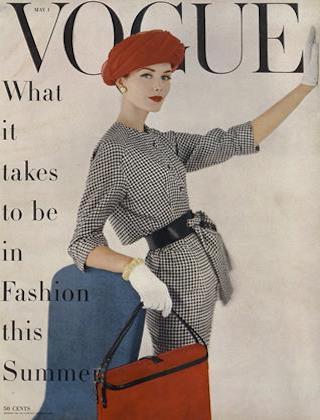 MAY 1
VOGUE
What
it
takes
to be
in
Fashion
this
Summer
50 CENTS